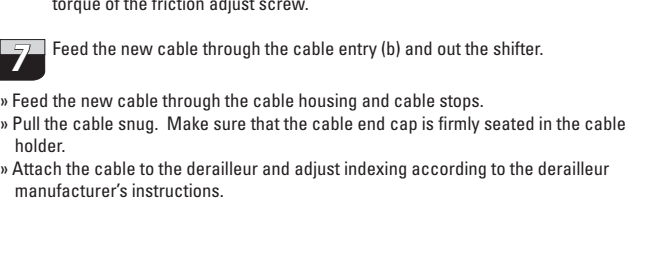 torque of the friction adjust screw.
7 Feed the new cable through the cable entry (b) and out the shifter.
» Feed the new cable through the cable housing and cable stops.
» Pull the cable snug. Make sure that the cable end cap is firmly seated in the cable
holder.
» Attach the cable to the derailleur and adjust indexing according to the derailleur
manufacturer's instructions.